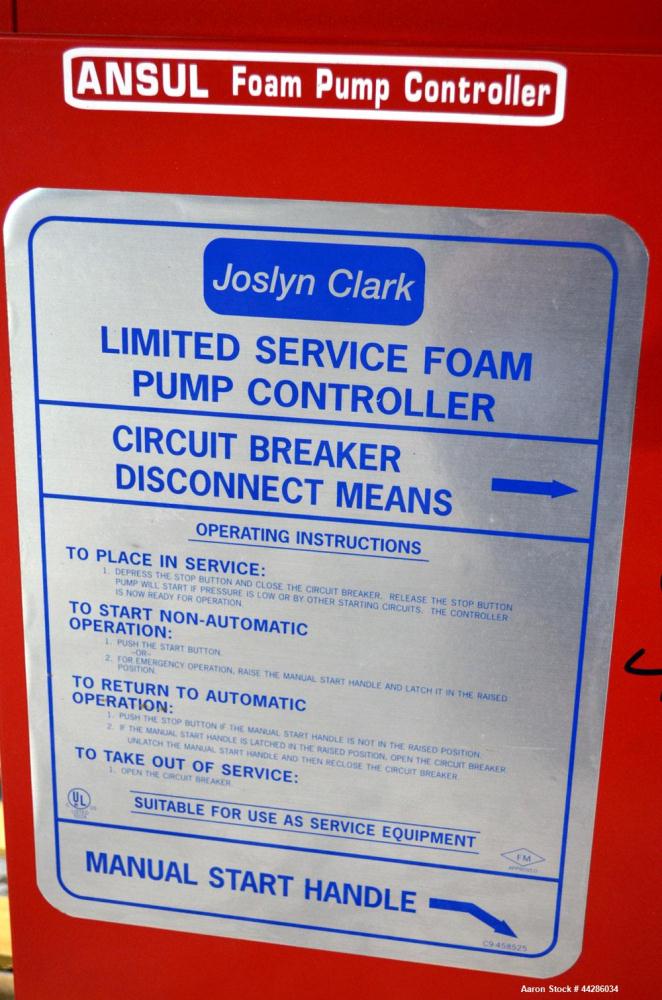 ANSUL Foam Pump Controller
Joslyn Clark
LIMITED SERVICE FOAM
PUMP CONTROLLER
CIRCUIT BREAKER
DISCONNECT MEANS
OPERATING INSTRUCTIONS
TO PLACE IN SERVICE:
1. DEPRESS THE STOP BUTTON AND CLOSE THE CIRCUIT BREAKER. RELEASE THE STOP BUTTON
PUMP WILL START IF PRESSURE IS LOW OR BY OTHER STARTING CIRCUITS. THE CONTROLLER
IS NOW READY FOR OPERATION.
TO START NON-AUTOMATIC
OPERATION:
1. PUSH THE START BUTTON.
-OR-
2. FOR EMERGENCY OPERATION, RAISE THE MANUAL START HANDLE AND LATCH IT IN THE RAISED
POSITION.
TO RETURN TO AUTOMATIC
OPERATION:
1. PUSH THE STOP BUTTON IF THE MANUAL START HANDLE IS NOT IN THE RAISED POSITION.
2. IF THE MANUAL START HANDLE IS LATCHED IN THE RAISED POSITION, OPEN THE CIRCUIT BREAKER
UNLATCH THE MANUAL START HANDLE AND THEN RECLOSE THE CIRCUIT BREAKER.
TO TAKE OUT OF SERVICE:
1. OPEN THE CIRCUIT BREAKER.
UL
SUITABLE FOR USE AS SERVICE EQUIPMENT
FM
APPROVED
MANUAL START HANDLE
C9-458525
Aaron Stock # 44286034